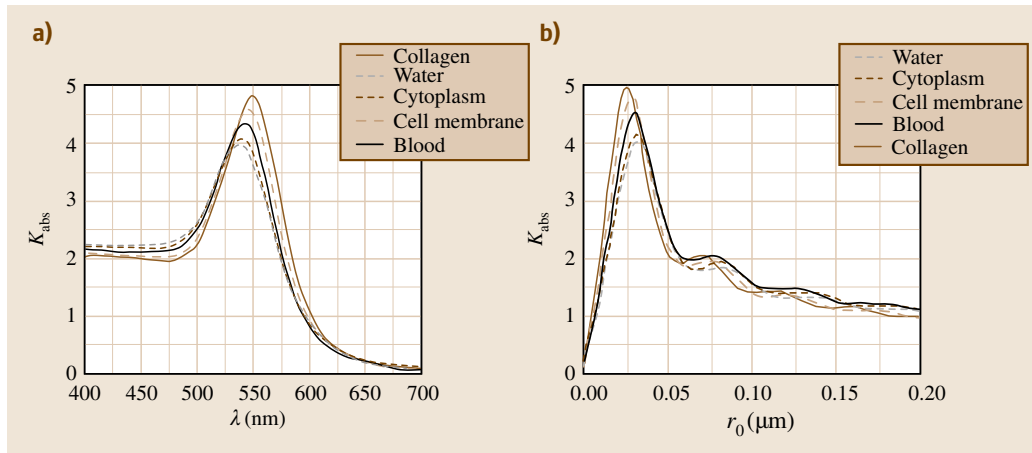 a)
Collagen
Water
Cytoplasm
Cell membrane
Blood
K_abs
5
4
3
2
1
0
400 450 500 550 600 650 700
λ (nm)
b)
Water
Cytoplasm
Cell membrane
Blood
Collagen
K_abs
5
4
3
2
1
0
0.00 0.05 0.10 0.15 0.20
r_0 (μm)